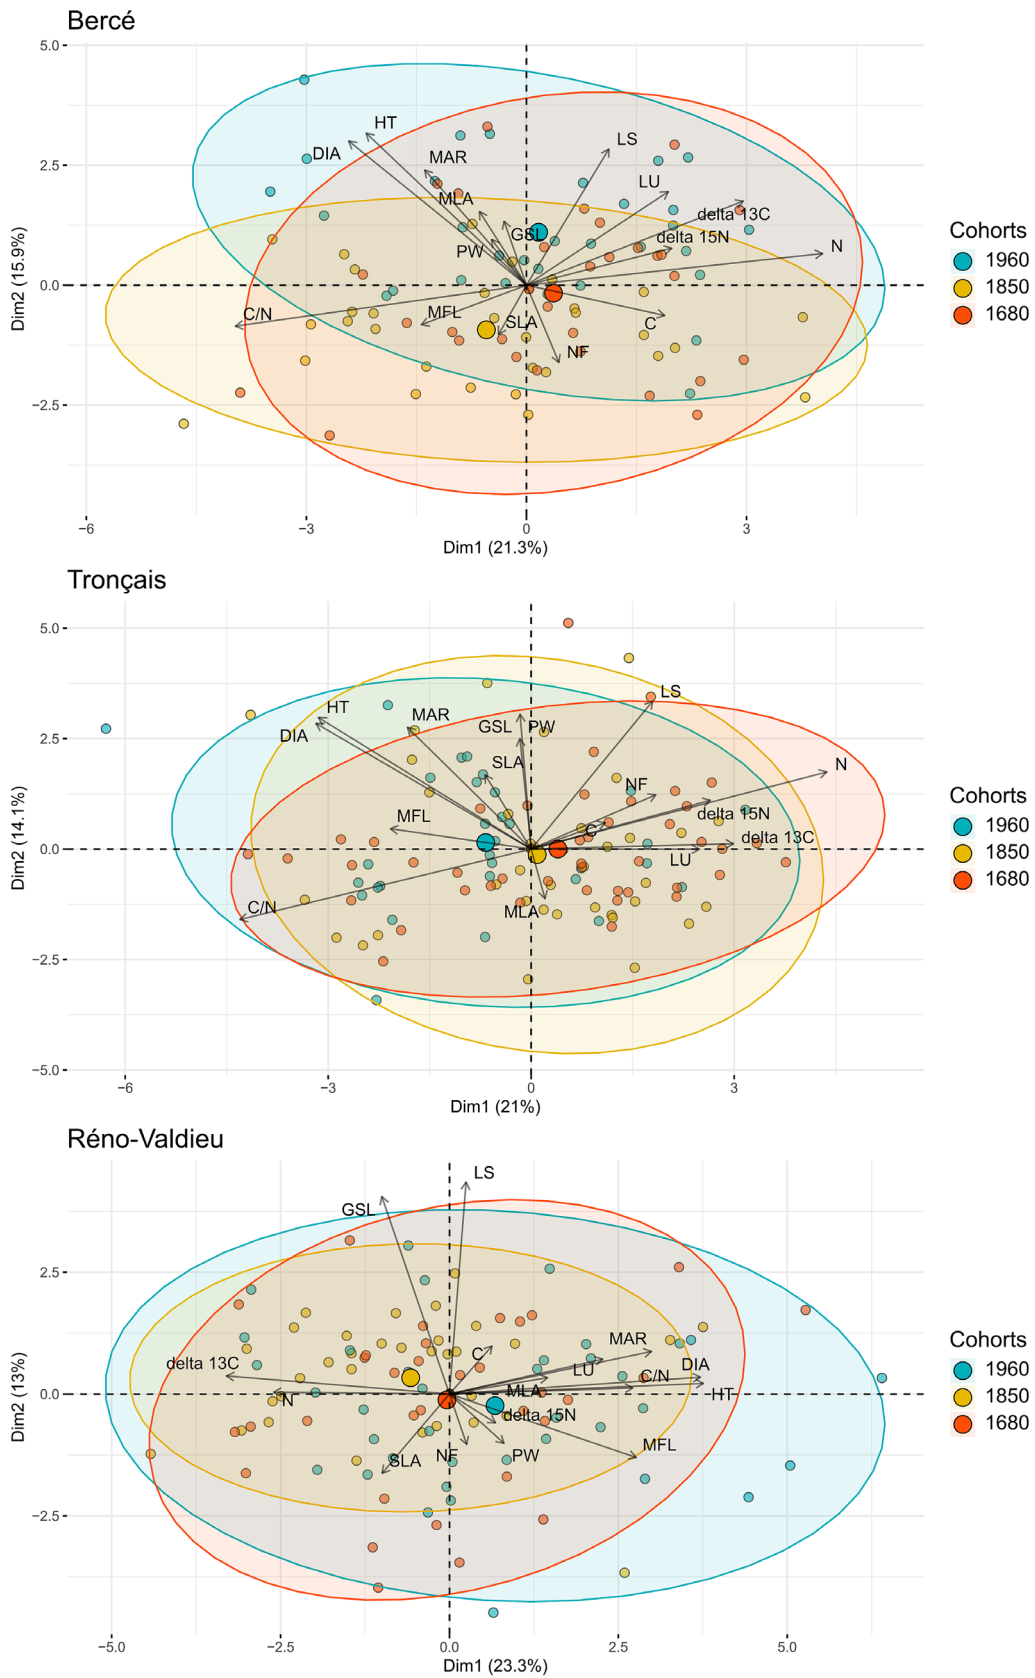 Bercé
5.0
2.5
0.0
−2.5
Dim2 (15.9%)
HT
DIA
MAR
MLA
GSL
PW
LS
LU
delta 13C
delta 15N
N
C/N
MFL
SLA
C
NF
−6
−3
0
3
Dim1 (21.3%)
Cohorts
1960
1850
1680
Tronçais
5.0
2.5
0.0
−2.5
−5.0
Dim2 (14.1%)
HT
DIA
MAR
GSL
PW
LS
SLA
N
NF
MFL
C
delta 15N
delta 13C
LU
C/N
MLA
−6
−3
0
3
Dim1 (21%)
Cohorts
1960
1850
1680
Réno-Valdieu
2.5
0.0
−2.5
Dim2 (13%)
LS
GSL
delta 13C
C
MAR
LU
C/N
DIA
N
MLA
HT
delta 15N
SLA
NF
PW
MFL
−5.0
−2.5
0.0
2.5
5.0
Dim1 (23.3%)
Cohorts
1960
1850
1680